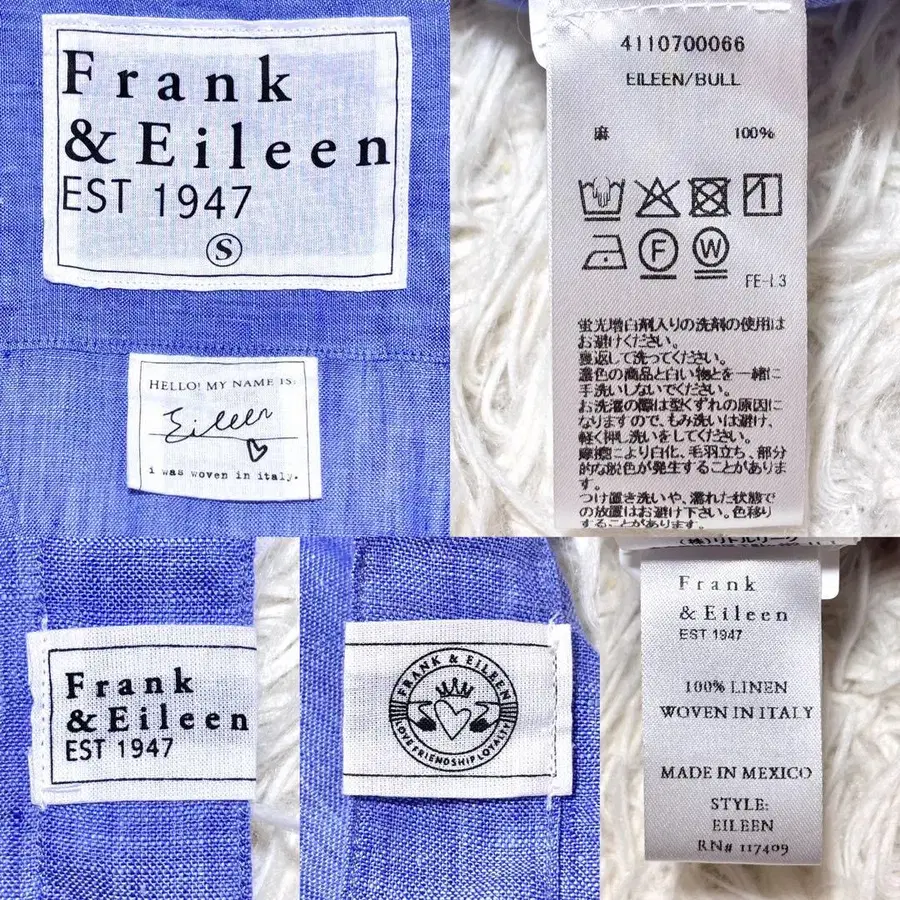 Frank
& Eileen
EST 1947
S
HELLO! MY NAME IS:
Eileen
i was woven in italy.
4110700066
EILEEN/BULL
麻 100%
F
W
FE-L3
蛍光増白剤入りの洗剤の使用は
お避けください。
裏返して洗ってください。
濃色の商品と白い物とを一緒に
手洗いしないでください。
お洗濯の際は型くずれの原因に
なりますので、もみ洗いは避け、
軽く押し洗いをしてください。
摩擦により白化、毛羽立ち、部分
的な脱色が発生することがありま
す。
つけ置き洗いや、濡れた状態で
の放置はお避け下さい。色移り
することがあります。
Frank
& Eileen
EST 1947
FRANK & EILEEN
LOVE FRIENDSHIP LOYALTY
(株)リトルリーグ
Frank
& Eileen
EST 1947
100% LINEN
WOVEN IN ITALY
MADE IN MEXICO
STYLE:
EILEEN
RN# 117409